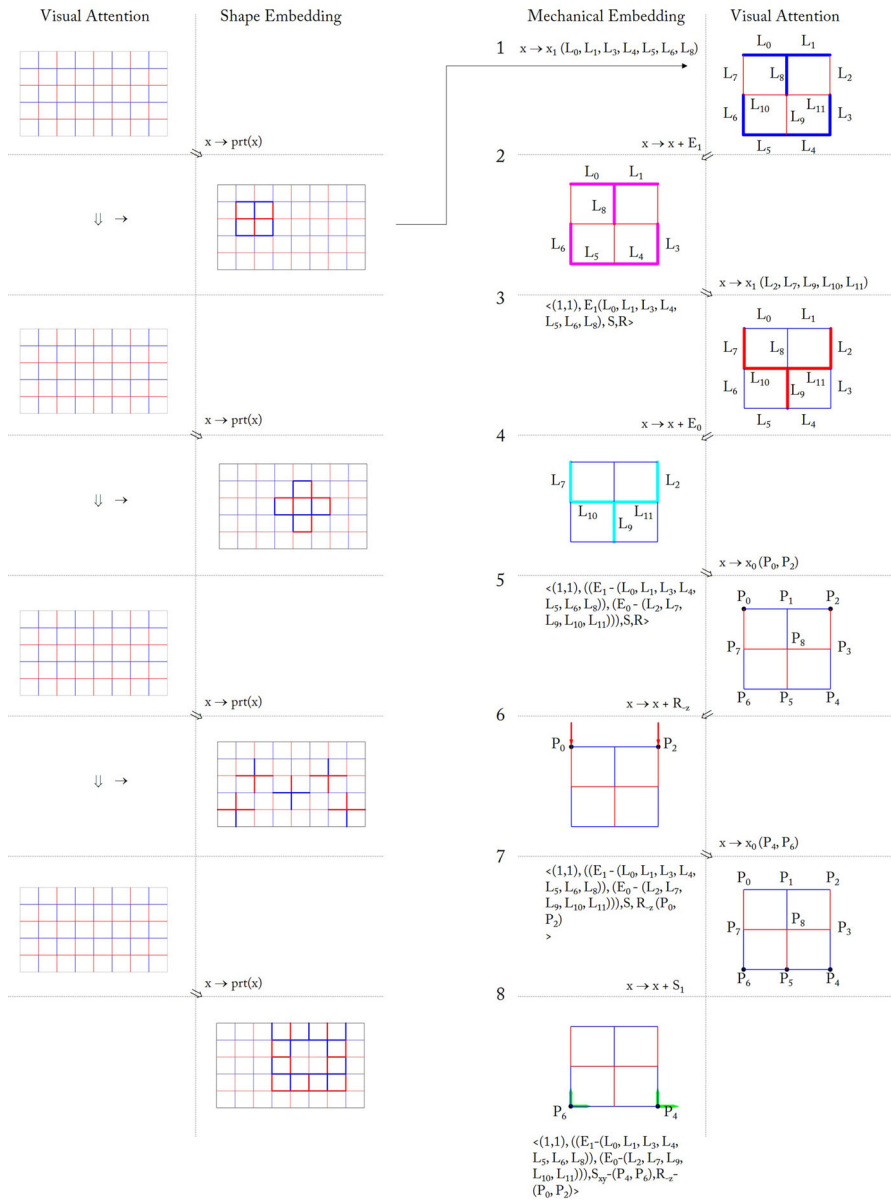 Visual Attention
Shape Embedding
Mechanical Embedding
Visual Attention
1
x → x₁ (L₀, L₁, L₃, L₄, L₅, L₆, L₈)
L₀ L₁
L₇ L₈ L₂
L₁₀ L₁₁
L₆ L₉ L₃
L₅ L₄
x → prt(x)
x → x + E₁
2
⇓ →
L₀ L₁
L₈
L₆ L₅ L₄ L₃
x → x₁ (L₂, L₇, L₉, L₁₀, L₁₁)
3
<(1,1), E₁(L₀, L₁, L₃, L₄,
L₅, L₆, L₈), S,R>
L₀ L₁
L₇ L₈ L₂
L₁₀ L₁₁
L₆ L₉ L₃
L₅ L₄
x → prt(x)
x → x + E₀
4
⇓ →
L₇ L₂
L₁₀ L₁₁
L₉
x → x₀ (P₀, P₂)
5
<(1,1), ((E₁ - (L₀, L₁, L₃, L₄,
L₅, L₆, L₈)), (E₀ - (L₂, L₇,
L₉, L₁₀, L₁₁))),S,R>
P₀ P₁ P₂
P₈
P₇ P₃
P₆ P₅ P₄
x → prt(x)
x → x + R₋z
6
⇓ →
P₀ P₂
x → x₀ (P₄, P₆)
7
<(1,1), ((E₁ - (L₀, L₁, L₃, L₄,
L₅, L₆, L₈)), (E₀ - (L₂, L₇,
L₉, L₁₀, L₁₁))),S, R₋z (P₀,
P₂)
>
P₀ P₁ P₂
P₈
P₇ P₃
P₆ P₅ P₄
x → prt(x)
x → x + S₁
8
P₆ P₄
<(1,1), ((E₁-(L₀, L₁, L₃, L₄,
L₅, L₆, L₈)), (E₀-(L₂, L₇, L₉,
L₁₀, L₁₁))),Sxy-(P₄, P₆),R₋z-
(P₀, P₂)>